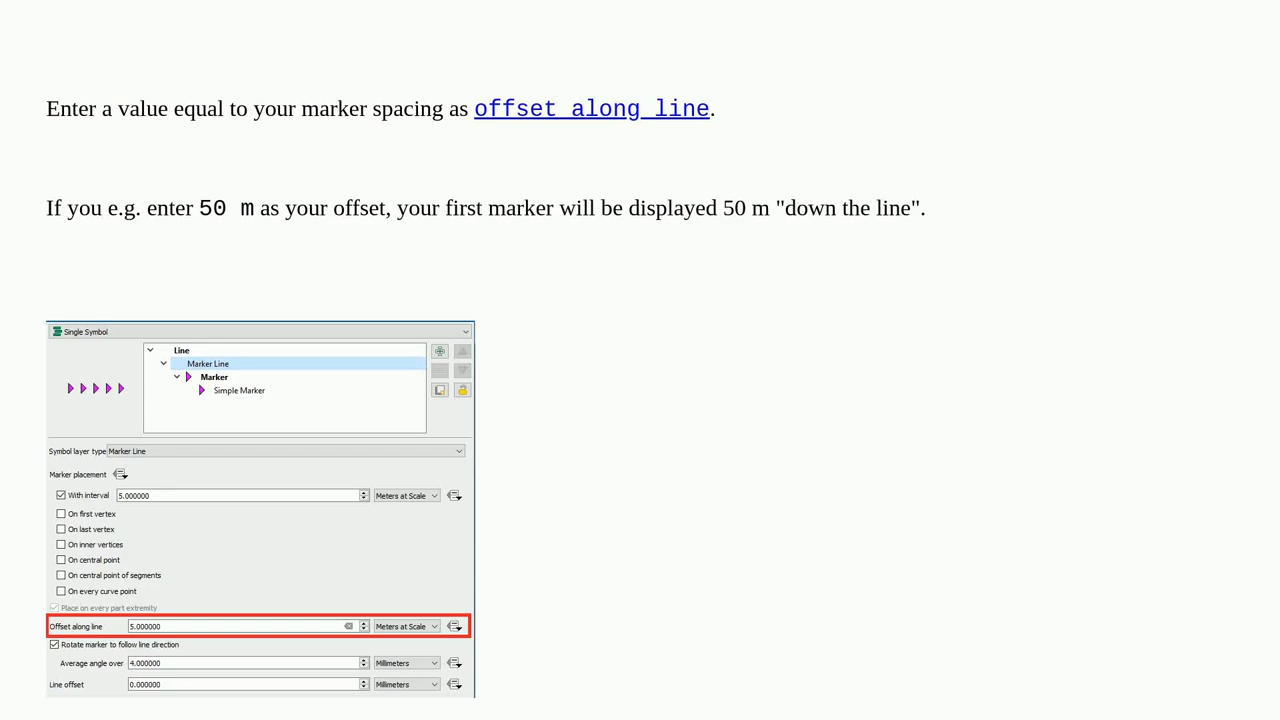 Enter a value equal to your marker spacing as offset along line.
If you e.g. enter 50 m as your offset, your first marker will be displayed 50 m "down the line".
Single Symbol
Line
Marker Line
Marker
Simple Marker
Symbol layer type Marker Line
Marker placement
With interval 5.000000 Meters at Scale
On first vertex
On last vertex
On inner vertices
On central point
On central point of segments
On every curve point
Place on every part extremity
Offset along line 5.000000 Meters at Scale
Rotate marker to follow line direction
Average angle over 4.000000 Millimeters
Line offset 0.000000 Millimeters